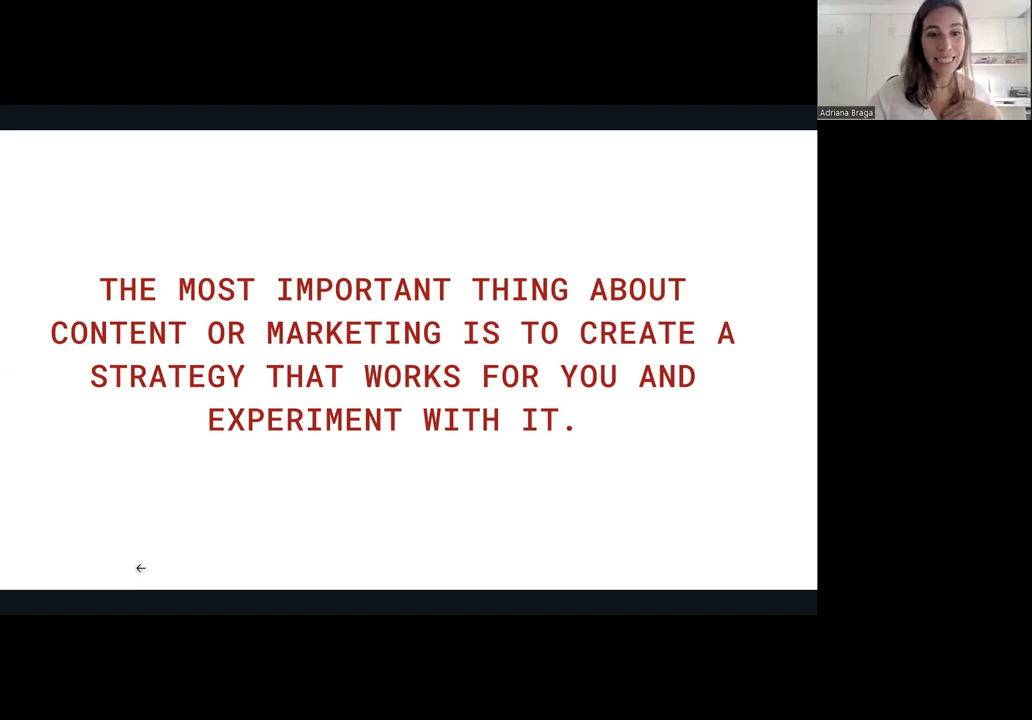 Adriana Braga
THE MOST IMPORTANT THING ABOUT
CONTENT OR MARKETING IS TO CREATE A
STRATEGY THAT WORKS FOR YOU AND
EXPERIMENT WITH IT.